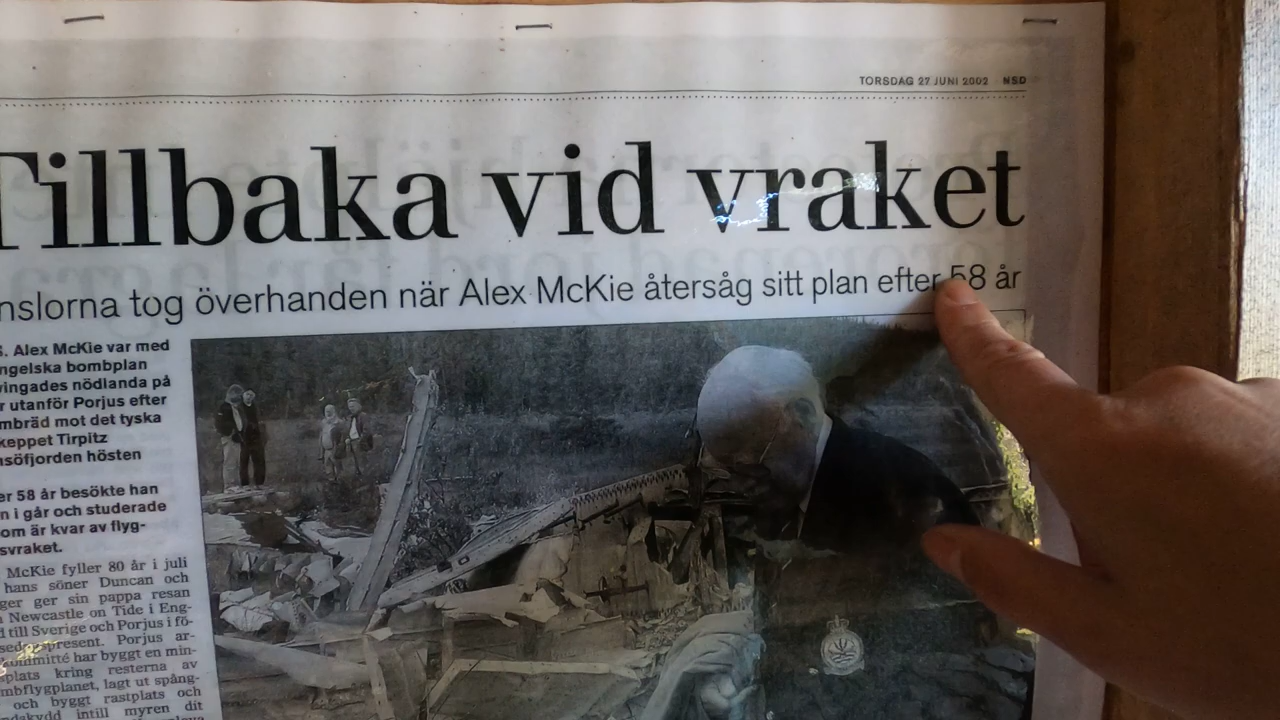 TORSDAG 27 JUNI 2002 NSD
Tillbaka vid vraket
nslorna tog överhanden när Alex McKie återsåg sitt plan efter 58 år
S. Alex McKie var med
ngelska bombplan
vingades nödlanda på
r utanför Porjus efter
mbräd mot det tyska
keppet Tirpitz
nsöfjorden hösten
er 58 år besökte han
n i går och studerade
om är kvar av flyg-
svraket.
McKie fyller 80 år i juli
hans söner Duncan och
ger ger sin pappa resan
Newcastle on Tide i Eng-
d till Sverige och Porjus i fö-
sedagspresent. Porjus ar-
kommitté har byggt en min-
splats kring resterna av
mbflygplanet, lagt ut spång-
och byggt rastplats och
ndskydd intill myren dit